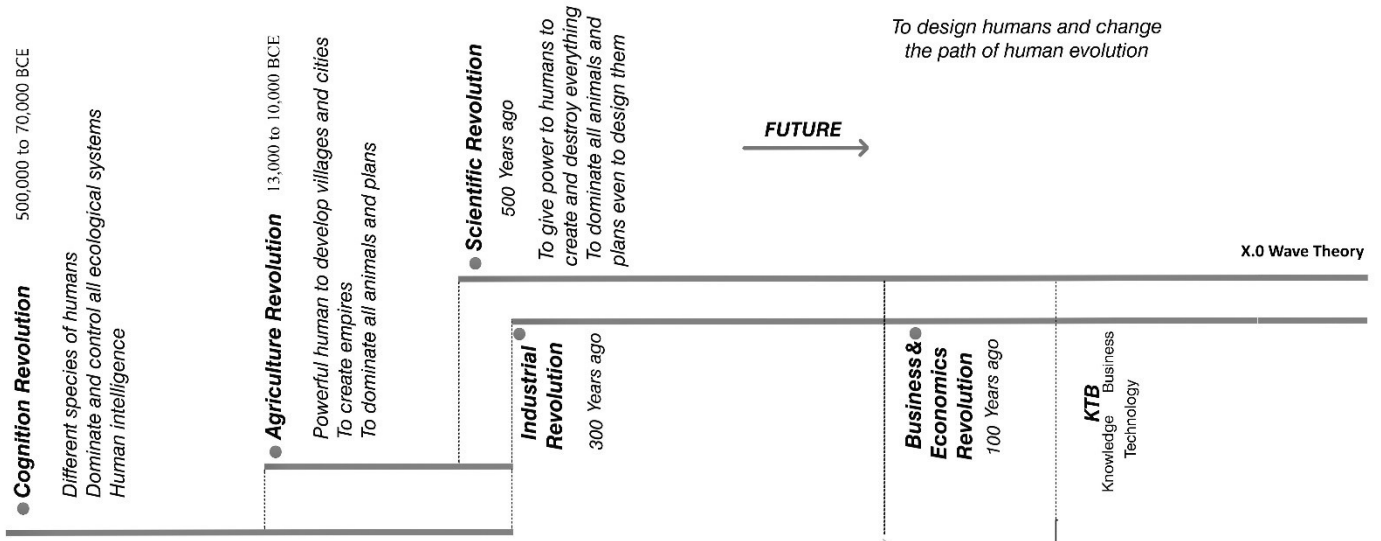 Cognition Revolution 500,000 to 70,000 BCE
Different species of humans
Dominate and control all ecological systems
Human intelligence
Agriculture Revolution 13,000 to 10,000 BCE
Powerful human to develop villages and cities
To create empires
To dominate all animals and plans
Scientific Revolution
500 Years ago
To give power to humans to
create and destroy everything
To dominate all animals and
plans even to design them
FUTURE
To design humans and change
the path of human evolution
X.0 Wave Theory
Industrial
Revolution
300 Years ago
Business &
Economics
Revolution
100 Years ago
KTB
Knowledge Business
Technology